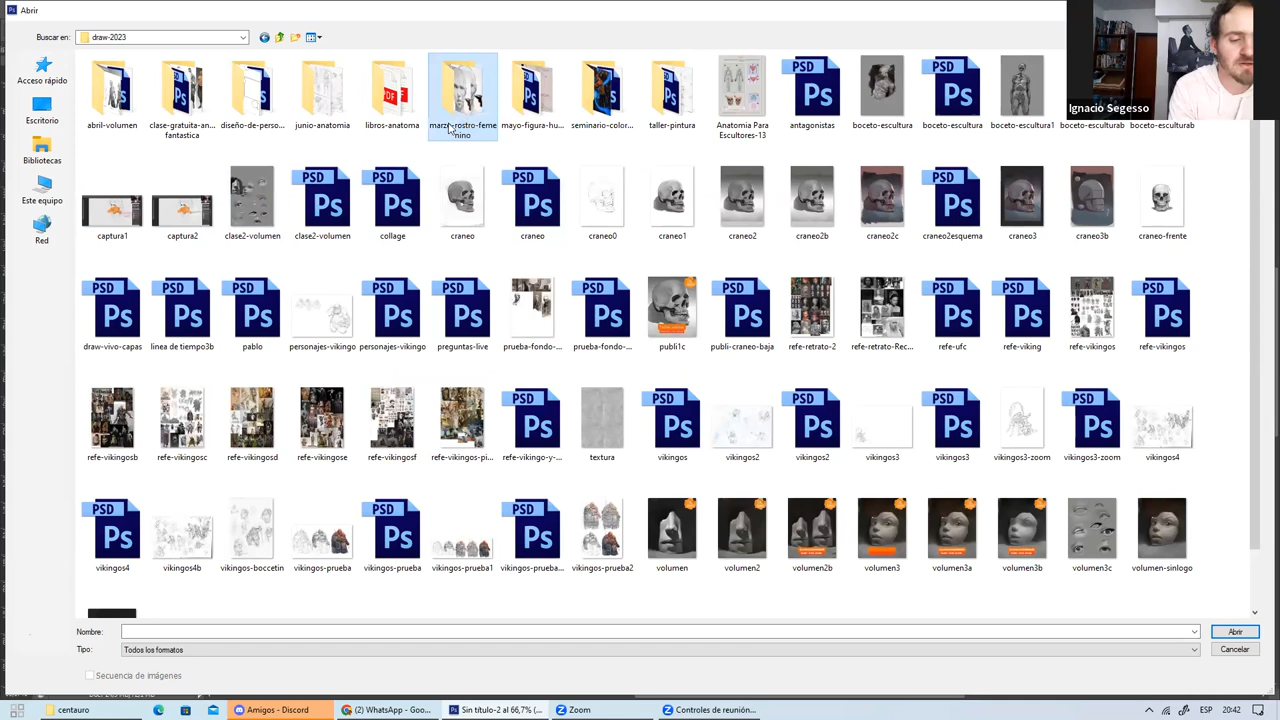 Abrir
Buscar en:
draw-2023
Ignacio Segesso
Acceso rápido
Escritorio
Bibliotecas
Este equipo
Red
abril-volumen
clase-gratuita-an...
fantastica
diseño-de-perso...
junio-anatomia
libreto-anatoma
marzo-rostro-feme
nino
mayo-figura-hu...
seminario-color...
taller-pintura
Anatomia Para
Escultores-13
antagonistas
boceto-escultura
boceto-escultura
boceto-escultura1
boceto-esculturab
boceto-esculturab
captura1
captura2
clase2-volumen
clase2-volumen
collage
craneo
craneo
craneo0
craneo1
craneo2
craneo2b
craneo2c
craneo2esquema
craneo3
craneo3b
craneo-frente
draw-vivo-capas
linea de tiempo3b
pablo
personajes-vikingo
personajes-vikingo
preguntas-live
prueba-fondo-...
prueba-fondo-...
publi1c
publi-craneo-baja
refe-retrato-2
refe-retrato-Rec...
refe-ufc
refe-viking
refe-vikingos
refe-vikingos
refe-vikingosb
refe-vikingosc
refe-vikingosd
refe-vikingose
refe-vikingosf
refe-vikingos-pi...
refe-vikingo-y-...
textura
vikingos
vikingos2
vikingos2
vikingos3
vikingos3
vikingos3-zoom
vikingos3-zoom
vikingos4
vikingos4
vikingos4b
vikingos-boccetin
vikingos-prueba
vikingos-prueba
vikingos-prueba1
vikingos-prueba...
vikingos-prueba2
volumen
volumen2
volumen2b
volumen3
volumen3a
volumen3b
volumen3c
volumen-sinlogo
Nombre:
Abrir
Tipo:
Todos los formatos
Cancelar
Secuencia de imágenes
centauro
Amigos - Discord
(2) WhatsApp - Goo...
Sin título-2 al 66,7% (...
Zoom
Controles de reunión...
ESP
20:42